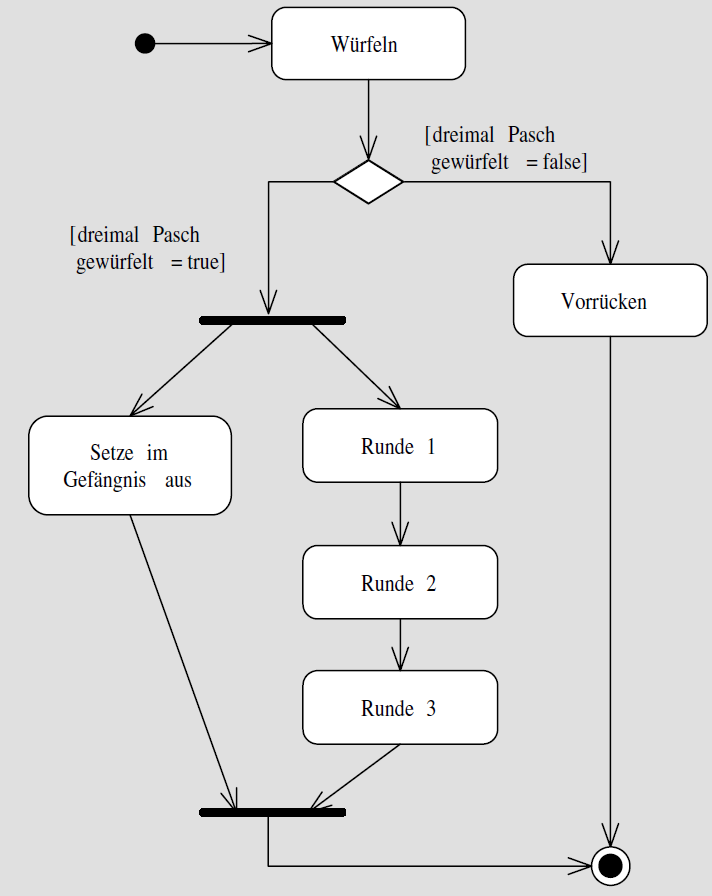 Würfeln
[dreimal Pasch
gewürfelt = false]
[dreimal Pasch
gewürfelt = true]
Vorrücken
Setze im
Gefängnis aus
Runde 1
Runde 2
Runde 3